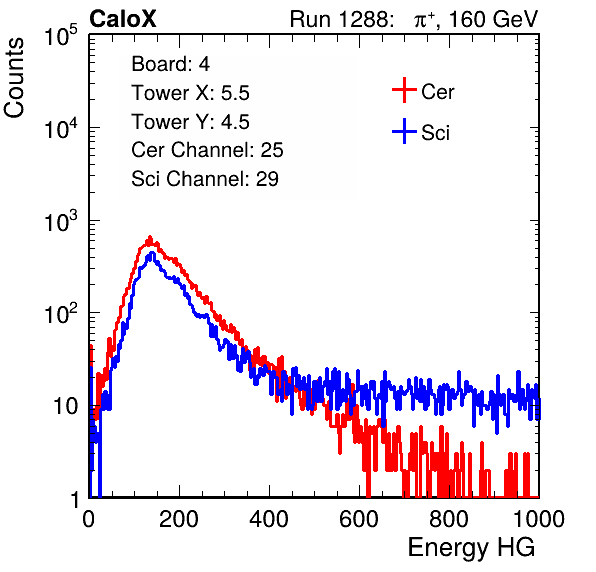 CaloX Run 1288: π⁺, 160 GeV
Counts
10⁵
10⁴
10³
10²
10
1
Board: 4
Tower X: 5.5
Tower Y: 4.5
Cer Channel: 25
Sci Channel: 29
Cer
Sci
0 200 400 600 800 1000
Energy HG